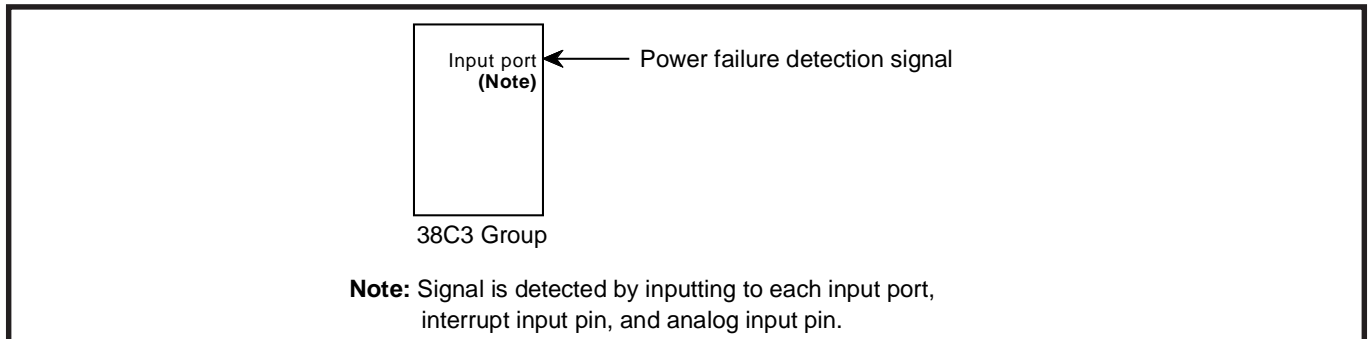 Input port
(Note)
Power failure detection signal
38C3 Group
Note: Signal is detected by inputting to each input port,
interrupt input pin, and analog input pin.